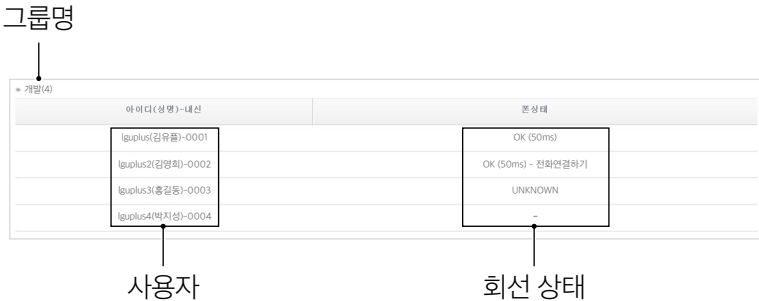 그룹명
개발(4)
아이디(성명)-내선 폰상태
lguplus(김유플)-0001 OK (50ms)
lguplus2(김영희)-0002 OK (50ms) - 전화연결하기
lguplus3(홍길동)-0003 UNKNOWN
lguplus4(박지성)-0004 -
사용자 회선 상태